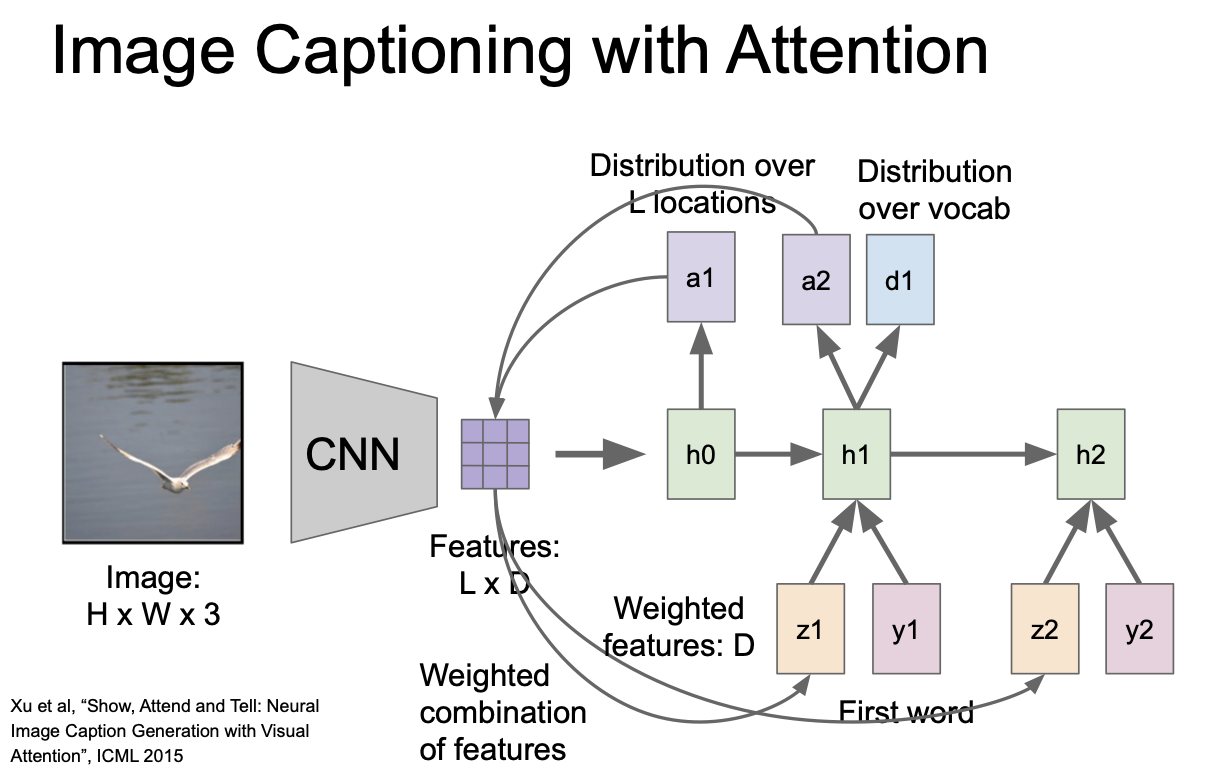 Image Captioning with Attention
Distribution over
L locations
Distribution
over vocab
a1
a2
d1
CNN
h0
h1
h2
Features:
L x D
Image:
H x W x 3
Weighted
features: D
z1
y1
z2
y2
Weighted
combination
of features
First word
Xu et al, “Show, Attend and Tell: Neural
Image Caption Generation with Visual
Attention”, ICML 2015